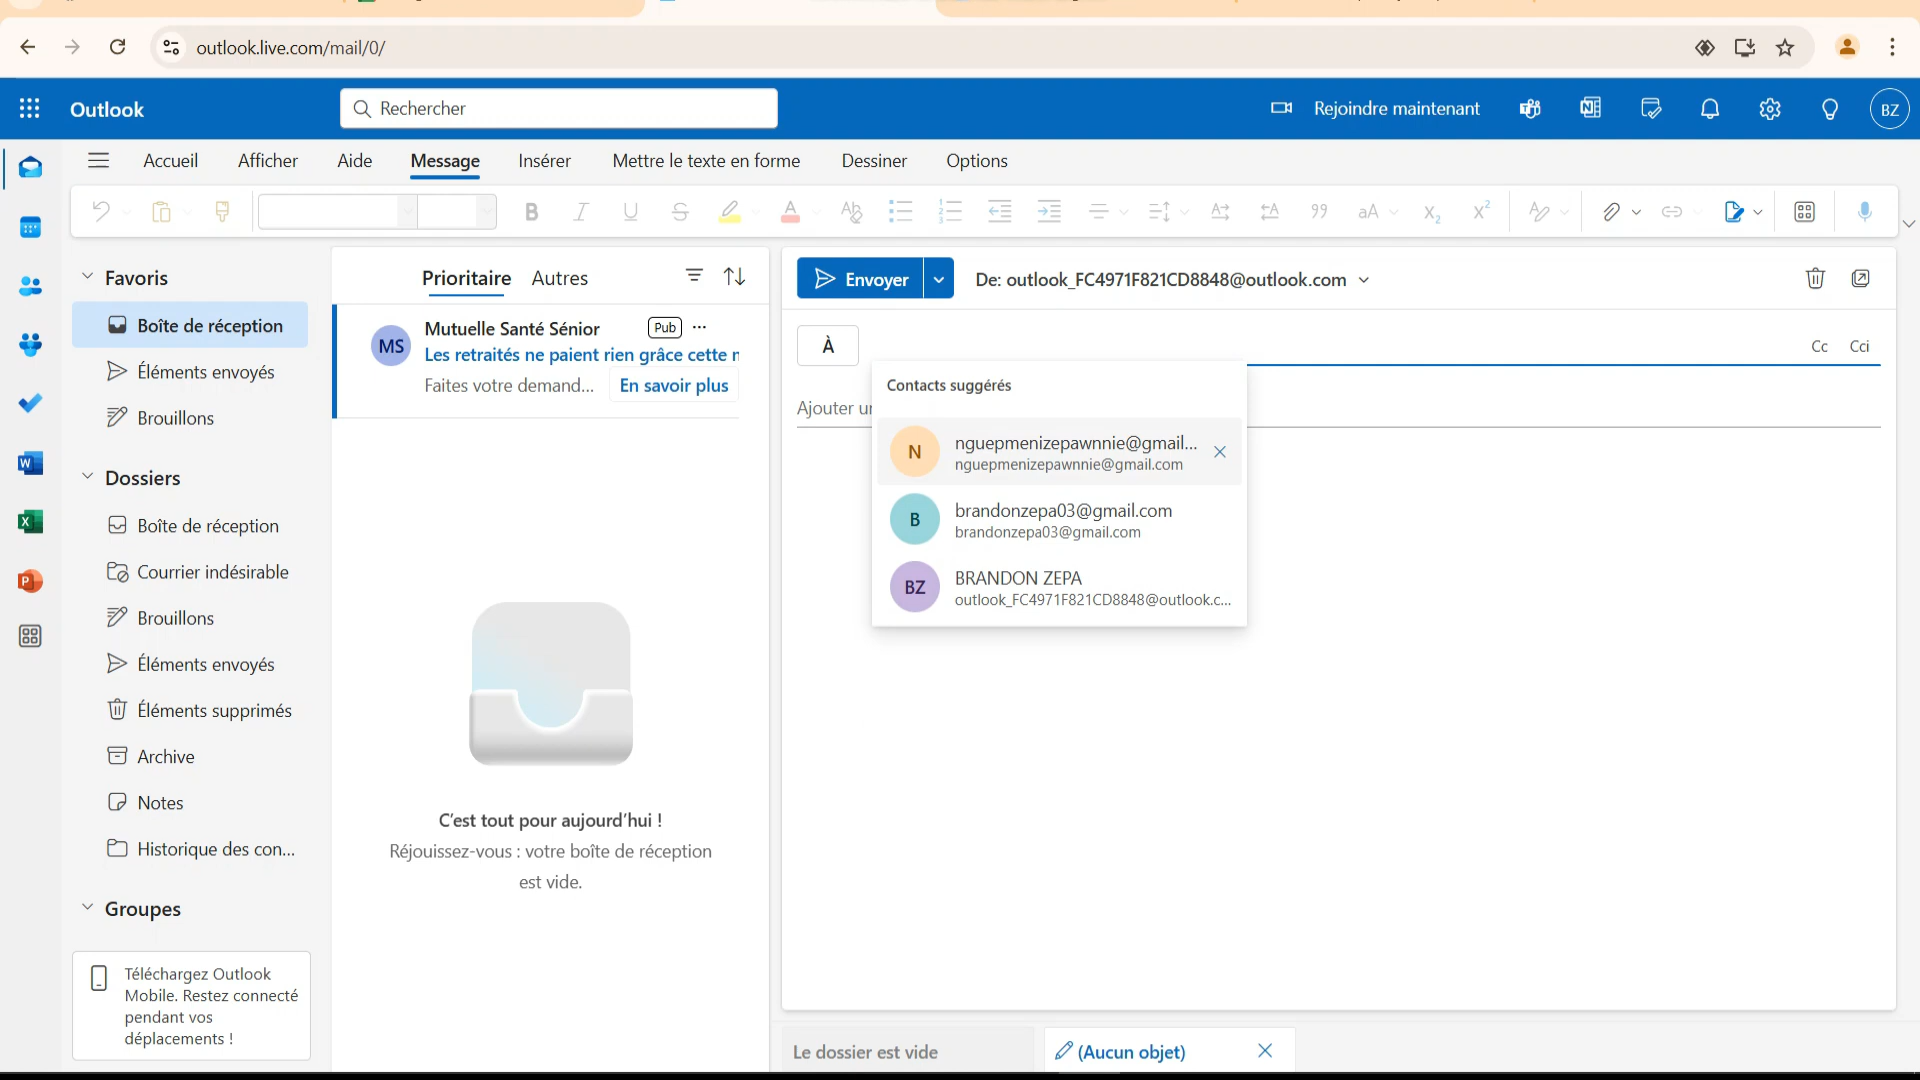 outlook.live.com/mail/0/
Outlook
Rechercher
Rejoindre maintenant
BZ
Accueil
Afficher
Aide
Message
Insérer
Mettre le texte en forme
Dessiner
Options
Favoris
Boîte de réception
Éléments envoyés
Brouillons
Dossiers
Boîte de réception
Courrier indésirable
Brouillons
Éléments envoyés
Éléments supprimés
Archive
Notes
Historique des con...
Groupes
Téléchargez Outlook
Mobile. Restez connecté
pendant vos
déplacements !
Prioritaire
Autres
MS
Mutuelle Santé Sénior
Pub
Les retraités ne paient rien grâce cette
Faites votre demand...
En savoir plus
C'est tout pour aujourd'hui !
Réjouissez-vous : votre boîte de réception
est vide.
Envoyer
De: outlook_FC4971F821CD8848@outlook.com
À
Cc
Cci
Ajouter
Contacts suggérés
N
nguepmenizepawnnie@gmail...
nguepmenizepawnnie@gmail.com
B
brandonzepa03@gmail.com
brandonzepa03@gmail.com
BZ
BRANDON ZEPA
outlook_FC4971F821CD8848@outlook.c...
Le dossier est vide
(Aucun objet)